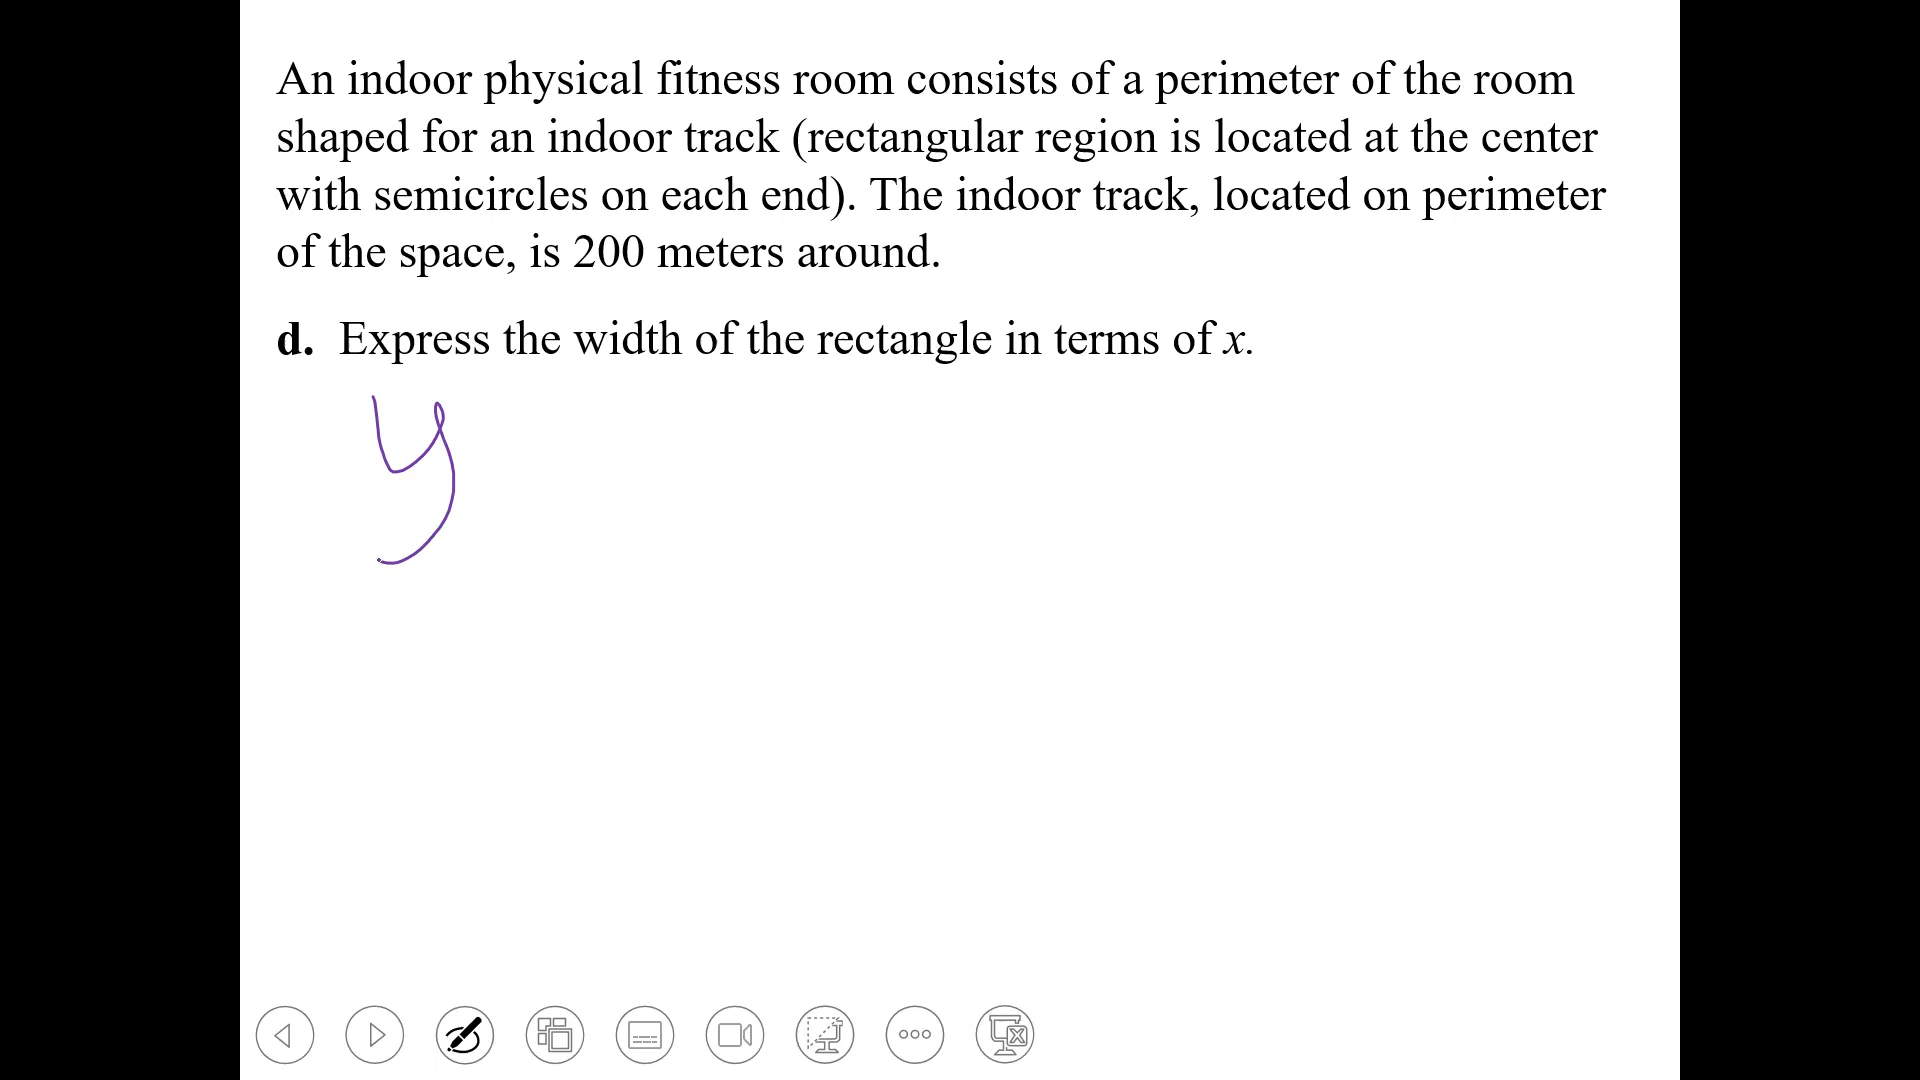 An indoor physical fitness room consists of a perimeter of the room
shaped for an indoor track (rectangular region is located at the center
with semicircles on each end). The indoor track, located on perimeter
of the space, is 200 meters around.
d. Express the width of the rectangle in terms of x.
y